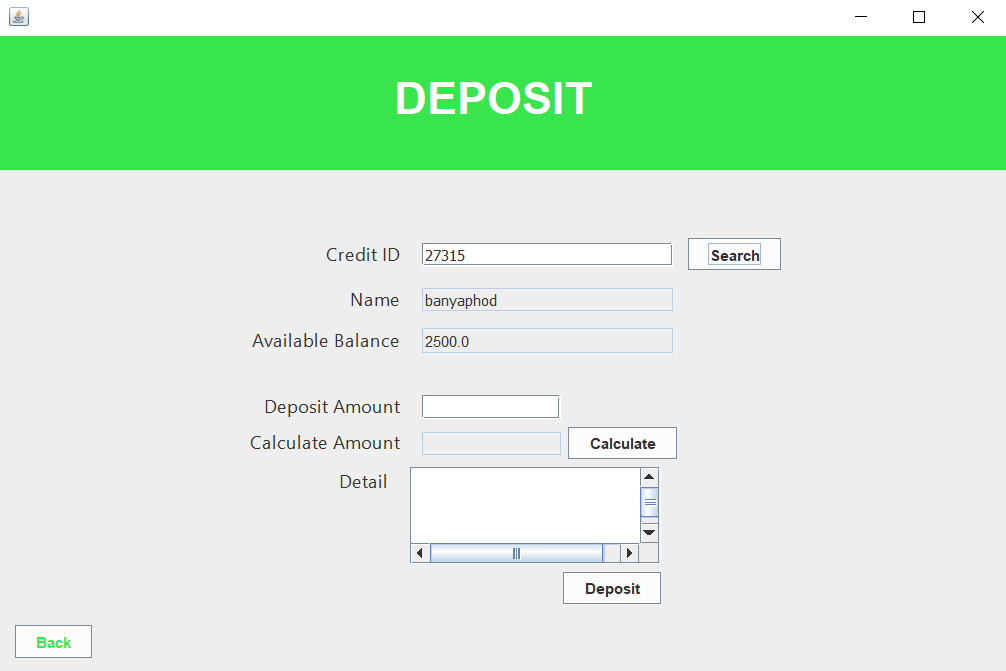 DEPOSIT
Credit ID 27315 Search
Name banyaphod
Available Balance 2500.0
Deposit Amount
Calculate Amount Calculate
Detail
Deposit
Back